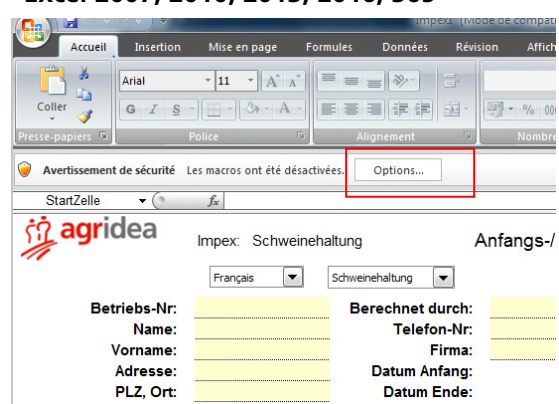 Excel 2007, 2010, 2013, 2016, 365
Impex1 [Mode de compati
Accueil Insertion Mise en page Formules Données Révision Affich
Coller
Arial 11 A A
G I S A
% 000
Presse-papiers Police Alignement Nombre
Avertissement de sécurité Les macros ont été désactivées. Options...
StartZelle fx
agridea Impex: Schweinehaltung Anfangs-/
Français Schweinehaltung
Betriebs-Nr: Berechnet durch:
Name: Telefon-Nr:
Vorname: Firma:
Adresse: Datum Anfang:
PLZ, Ort: Datum Ende: